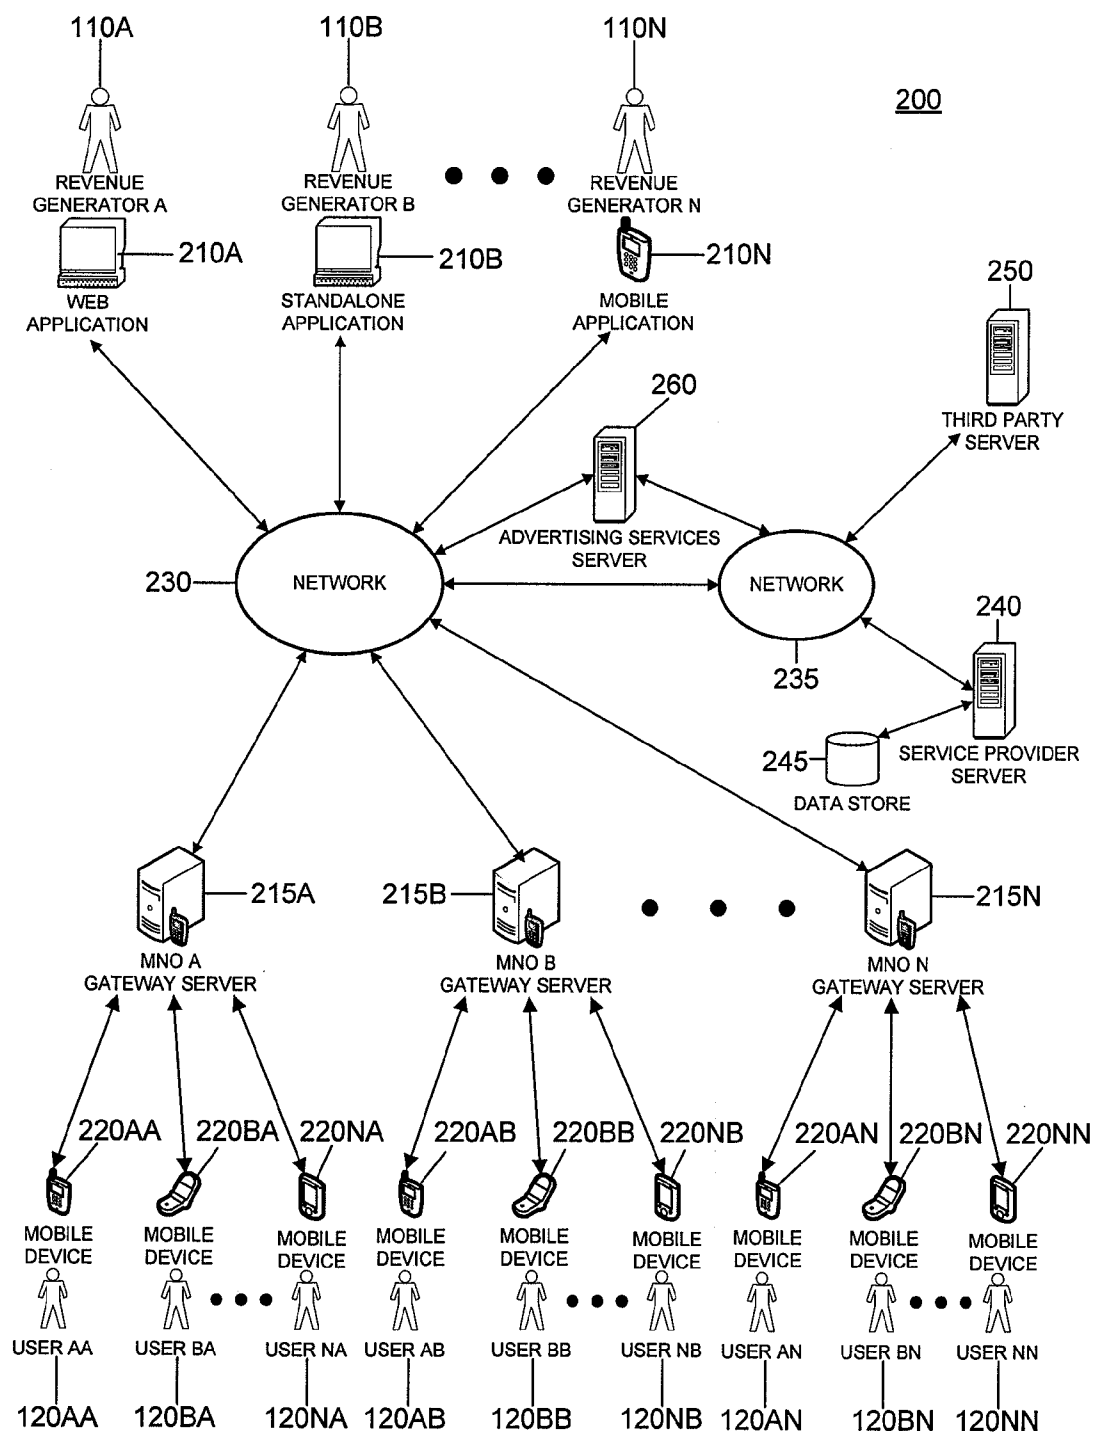 110A
110B
110N
200
REVENUE
GENERATOR A
REVENUE
GENERATOR B
REVENUE
GENERATOR N
210A
210B
210N
WEB
APPLICATION
STANDALONE
APPLICATION
MOBILE
APPLICATION
250
THIRD PARTY
SERVER
260
ADVERTISING SERVICES
SERVER
230
NETWORK
NETWORK
235
240
SERVICE PROVIDER
SERVER
245
DATA STORE
215A
215B
215N
MNO A
GATEWAY SERVER
MNO B
GATEWAY SERVER
MNO N
GATEWAY SERVER
220AA
220BA
220NA
220AB
220BB
220NB
220AN
220BN
220NN
MOBILE
DEVICE
MOBILE
DEVICE
MOBILE
DEVICE
MOBILE
DEVICE
MOBILE
DEVICE
MOBILE
DEVICE
MOBILE
DEVICE
MOBILE
DEVICE
MOBILE
DEVICE
USER AA
USER BA
USER NA
USER AB
USER BB
USER NB
USER AN
USER BN
USER NN
120AA
120BA
120NA
120AB
120BB
120NB
120AN
120BN
120NN